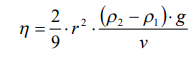 η = 2/9 · r² · (ρ₂ − ρ₁) · g / v